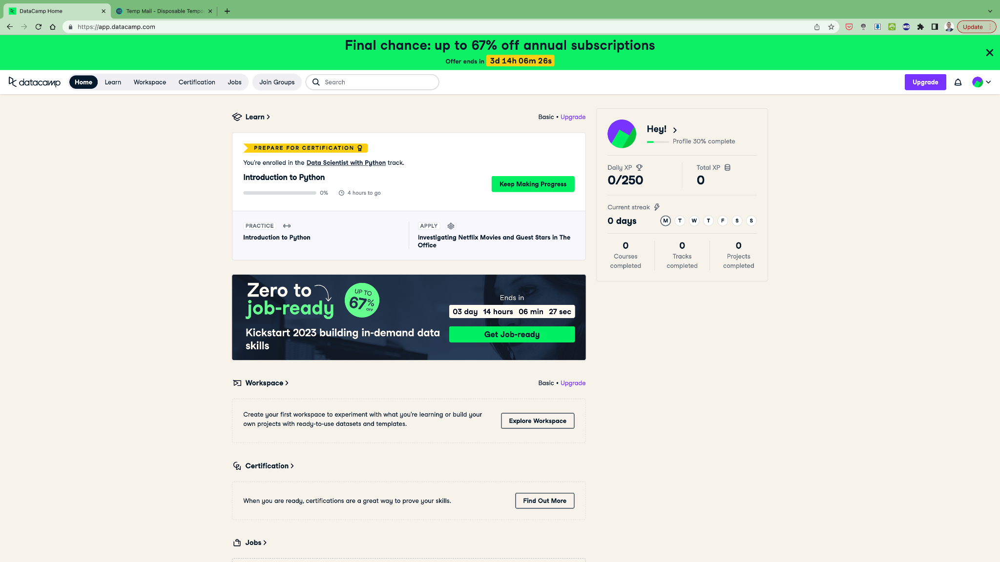 DataCamp Home
Temp Mail - Disposable Tempo
https://app.datacamp.com
MD
Update
Final chance: up to 67% off annual subscriptions
Offer ends in 3d 14h 06m 26s
datacamp
Home
Learn
Workspace
Certification
Jobs
Join Groups
Search
Upgrade
Learn
Basic • Upgrade
PREPARE FOR CERTIFICATION
You're enrolled in the Data Scientist with Python track.
Introduction to Python
0%
4 hours to go
Keep Making Progress
PRACTICE
Introduction to Python
APPLY
Investigating Netflix Movies and Guest Stars in The
Office
Hey!
Profile 30% complete
Daily XP
0/250
Total XP
0
Current streak
0 days
M T W T F S S
0
Courses
completed
0
Tracks
completed
0
Projects
completed
Zero to
job-ready
UP TO
67%
OFF
Kickstart 2023 building in-demand data
skills
Ends in
03 day 14 hours 06 min 27 sec
Get Job-ready
Workspace
Basic • Upgrade
Create your first workspace to experiment with what you're learning or build your
own projects with ready-to-use datasets and templates.
Explore Workspace
Certification
When you are ready, certifications are a great way to prove your skills.
Find Out More
Jobs